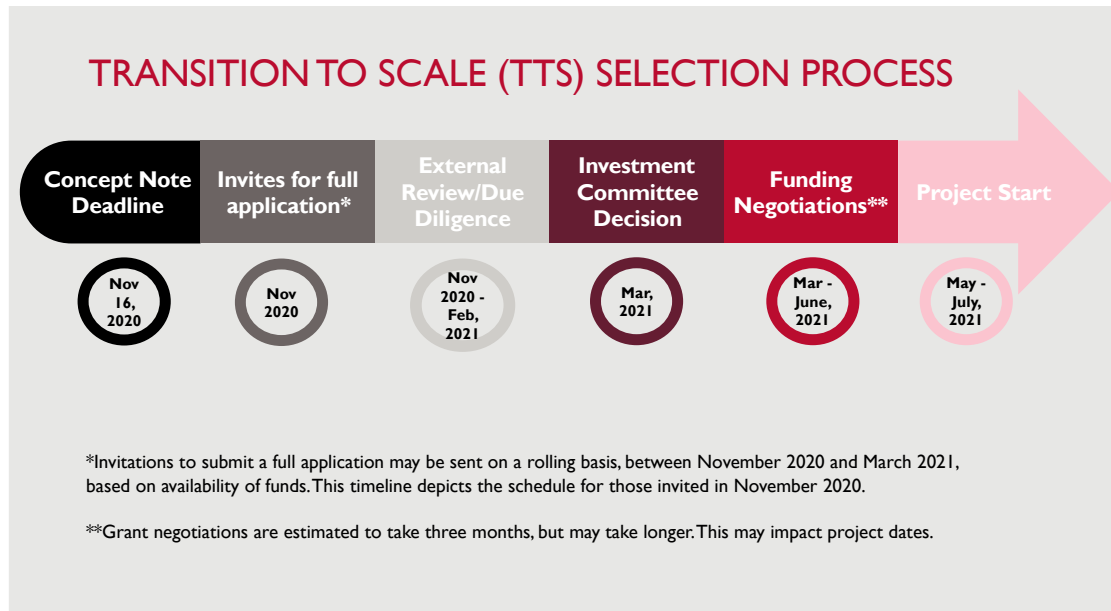 TRANSITION TO SCALE (TTS) SELECTION PROCESS
Concept Note
Deadline
Invites for full
application*
External
Review/Due
Diligence
Investment
Committee
Decision
Funding
Negotiations**
Project Start
Nov
16,
2020
Nov
2020
Nov
2020 -
Feb,
2021
Mar,
2021
Mar -
June,
2021
May -
July,
2021
*Invitations to submit a full application may be sent on a rolling basis, between November 2020 and March 2021,
based on availability of funds. This timeline depicts the schedule for those invited in November 2020.
**Grant negotiations are estimated to take three months, but may take longer. This may impact project dates.